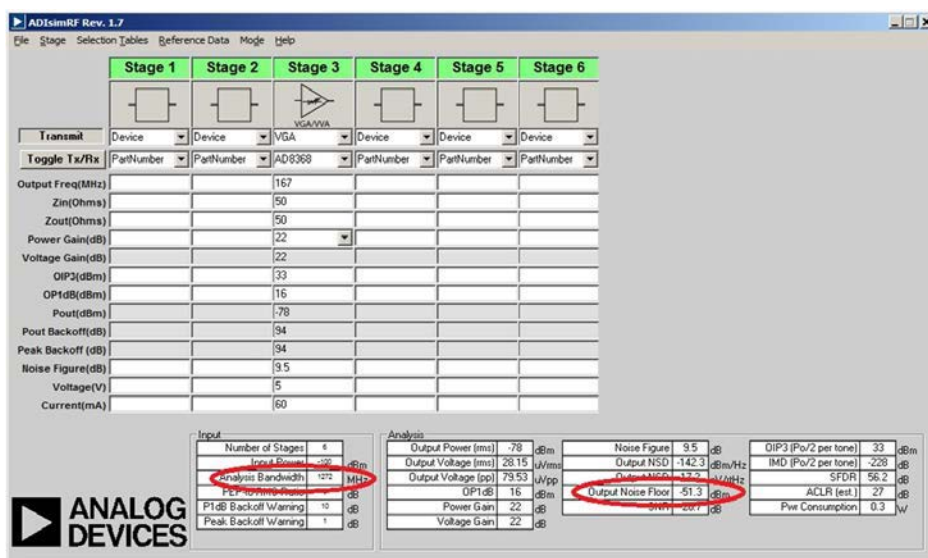 ADIsimRF Rev. 1.7
File Stage Selection Tables Reference Data Mode Help
Stage 1 Stage 2 Stage 3 Stage 4 Stage 5 Stage 6
VGA/VVA
Transmit Device Device VGA Device Device Device
Toggle Tx/Rx PartNumber PartNumber AD8368 PartNumber PartNumber PartNumber
Output Freq(MHz) 167
Zin(Ohms) 50
Zout(Ohms) 50
Power Gain(dB) 22
Voltage Gain(dB) 22
OIP3(dBm) 33
OP1dB(dBm) 16
Pout(dBm) -78
Pout Backoff(dB) 94
Peak Backoff (dB) 94
Noise Figure(dB) 9.5
Voltage(V) 5
Current(mA) 60
Input
Number of Stages 6
Input Power -100 dBm
Analysis Bandwidth 1272 MHz
dB
P1dB Backoff Warning 10 dB
Peak Backoff Warning 1 dB
Analysis
Output Power (rms) -78 dBm
Output Voltage (rms) 28.15 uVrms
Output Voltage (pp) 79.53 uVpp
OP1dB 16 dBm
Power Gain 22 dB
Voltage Gain 22 dB
Noise Figure 9.5 dB
Output NSD -142.3 dBm/Hz
Output Noise Floor -51.3 dBm
dB
OIP3 (Po/2 per tone) 33 dBm
IMD (Po/2 per tone) -228 dB
SFDR 56.2 dB
ACLR (est.) 27 dB
Pwr Consumption 0.3 W
ANALOG
DEVICES